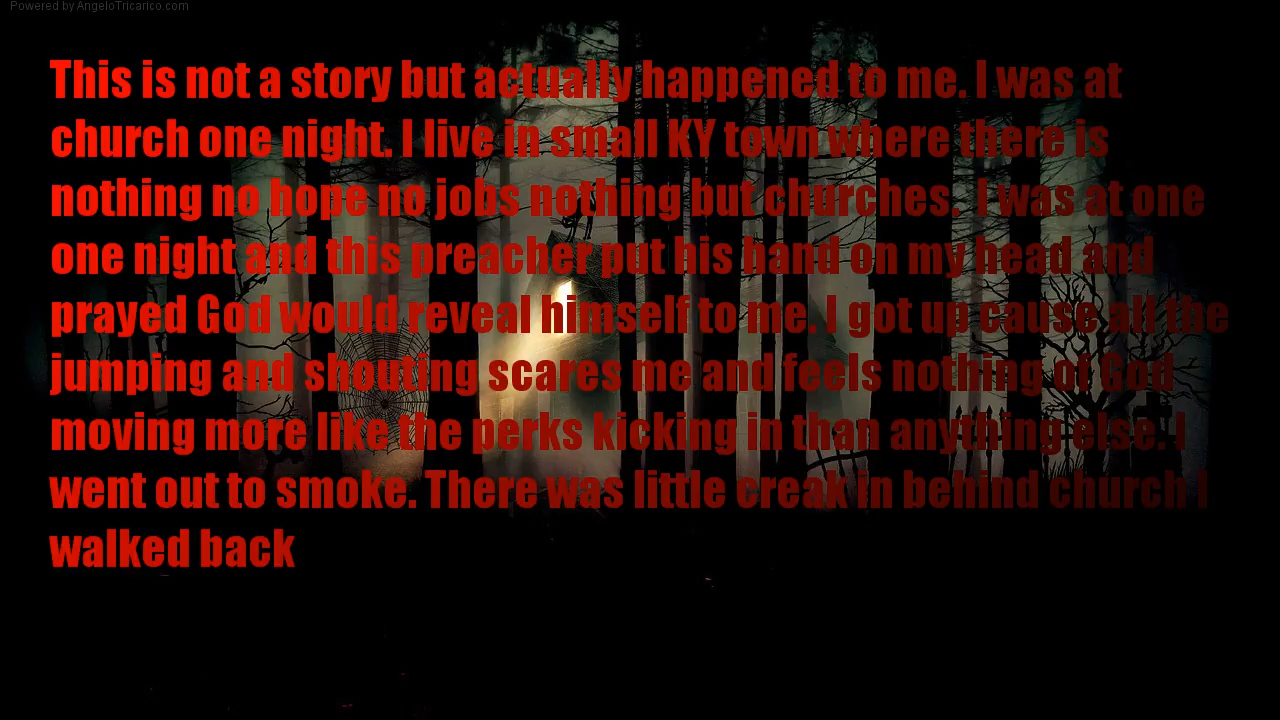 Powered by AngeloTricarico.com
This is not a story but actually happened to me. I was at
church one night. I live in small KY town where there is
nothing no hope no jobs nothing but churches.  I was at one
one night and this preacher put his hand on my head and
prayed God would reveal himself to me. I got up cause all the
jumping and shouting scares me and feels nothing of God
moving more like the perks kicking in than anything else. I
went out to smoke. There was little creak in behind church I
walked back